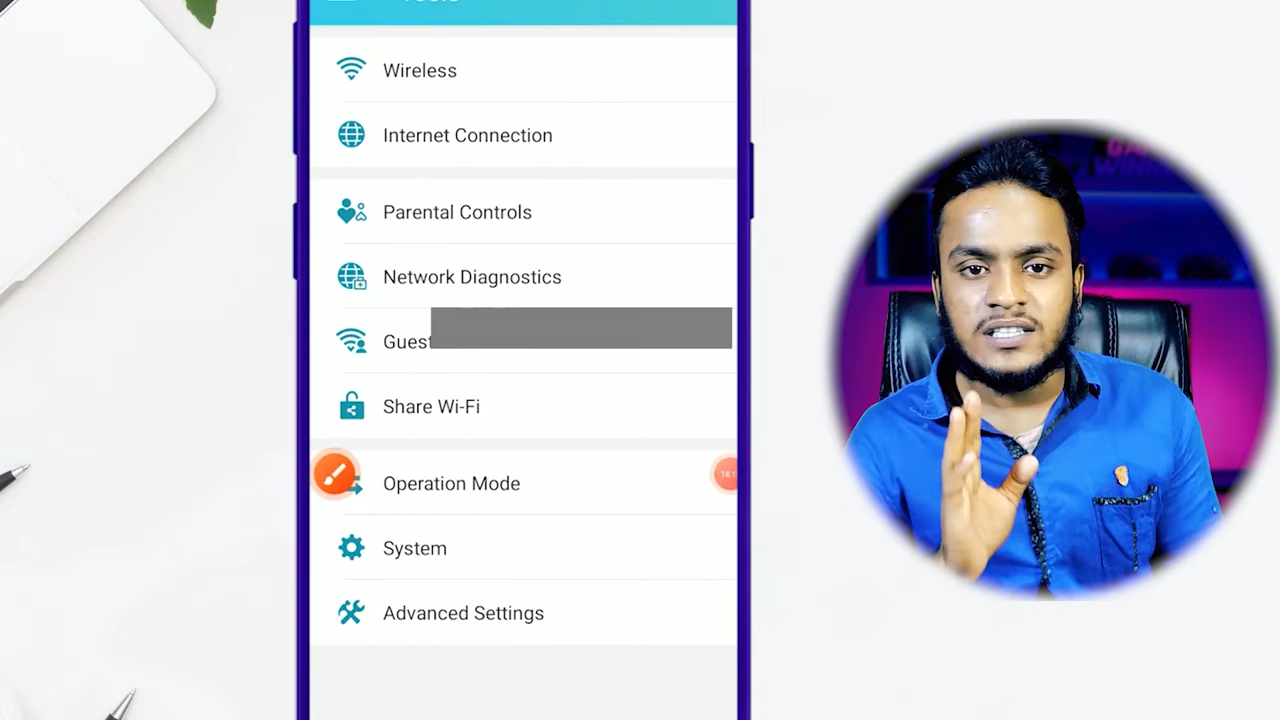 Wireless
Internet Connection
Parental Controls
Network Diagnostics
Guest
Share Wi-Fi
Operation Mode
System
Advanced Settings